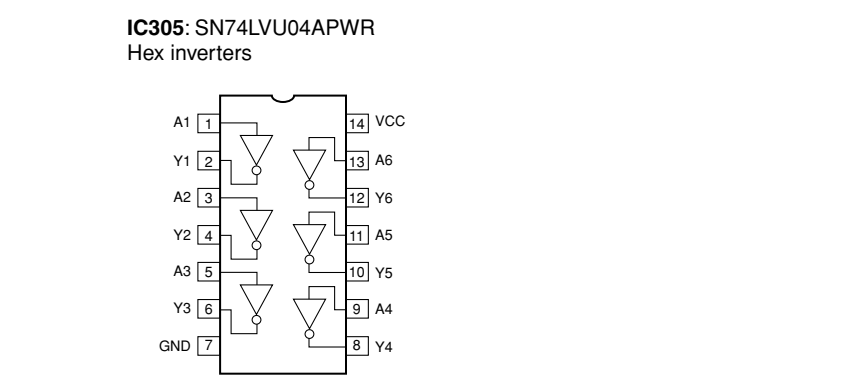 IC305: SN74LVU04APWR
Hex inverters
A1 1 14 VCC
Y1 2 13 A6
A2 3 12 Y6
Y2 4 11 A5
A3 5 10 Y5
Y3 6 9 A4
GND 7 8 Y4